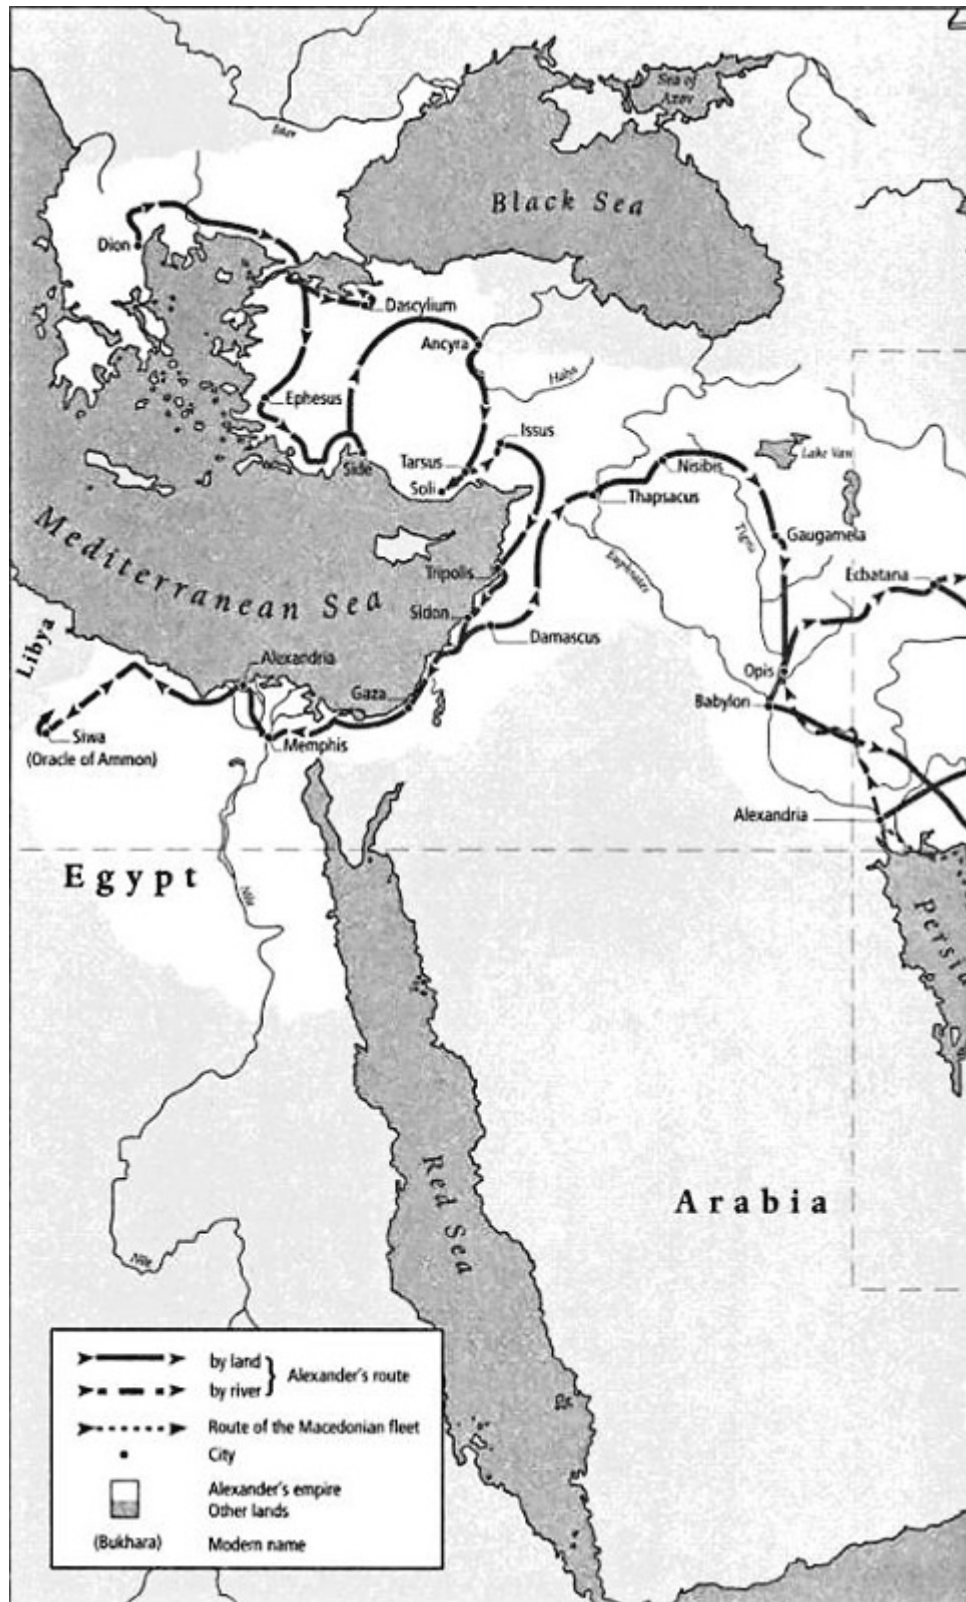 Sea of
Azov
Ister
Black Sea
Dion
Dascylium
Ancyra
Halys
Ephesus
Issus
Side
Tarsus
Nisibis
Lake Van
Soli
Thapsacus
Mediterranean Sea
Tigris
Gaugamela
Euphrates
Tripolis
Ecbatana
Sidon
Damascus
Libya
Alexandria
Opis
Gaza
Babylon
Siwa
(Oracle of Ammon)
Memphis
Alexandria
Egypt
Nile
Persia
Red Sea
Arabia
Nile
by land
by river
} Alexander's route
Route of the Macedonian fleet
City
Alexander's empire
Other lands
(Bukhara)
Modern name